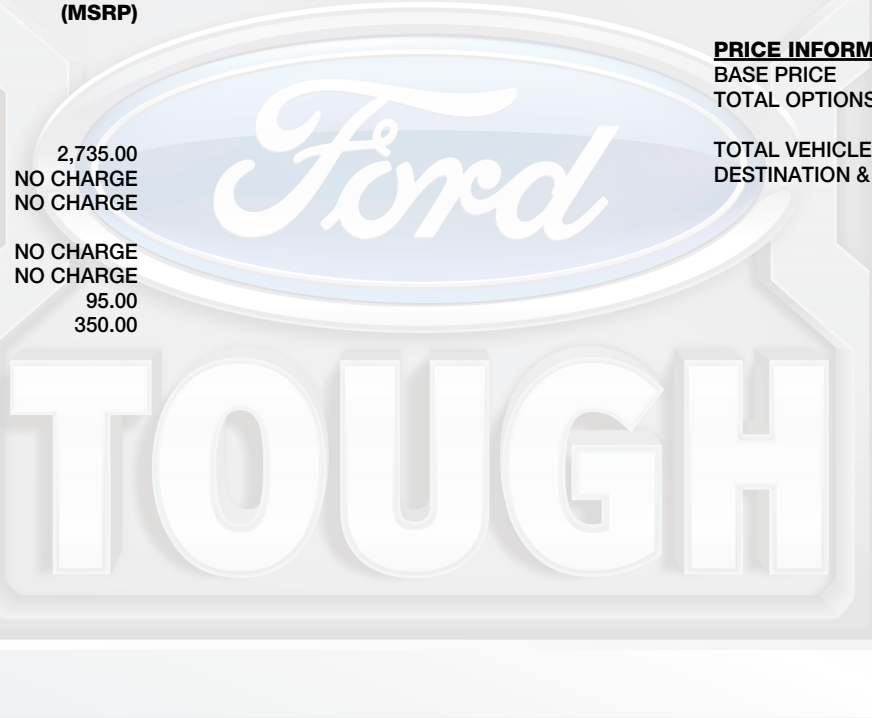 (MSRP)
2,735.00
NO CHARGE
NO CHARGE
NO CHARGE
NO CHARGE
95.00
350.00
PRICE INFORM
BASE PRICE
TOTAL OPTIONS
TOTAL VEHICLE
DESTINATION &
Ford
TOUGH